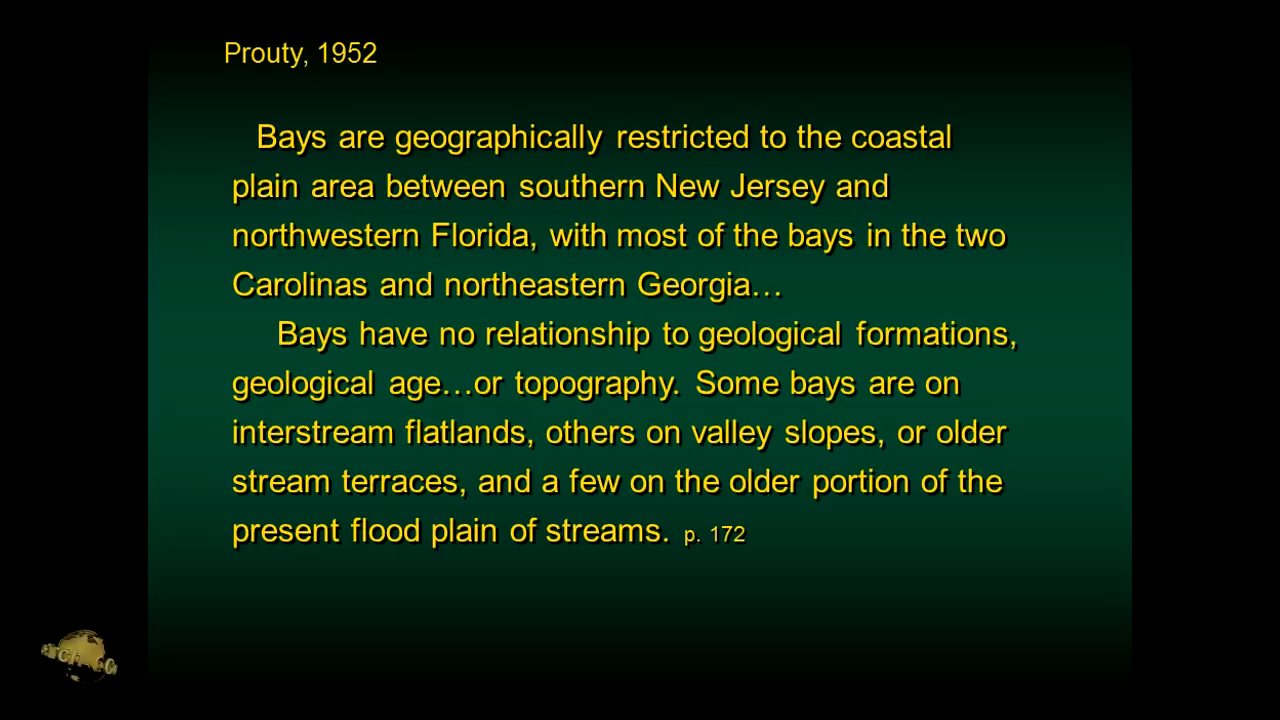 Prouty, 1952
Bays are geographically restricted to the coastal
plain area between southern New Jersey and
northwestern Florida, with most of the bays in the two
Carolinas and northeastern Georgia…
Bays have no relationship to geological formations,
geological age…or topography. Some bays are on
interstream flatlands, others on valley slopes, or older
stream terraces, and a few on the older portion of the
present flood plain of streams. p. 172